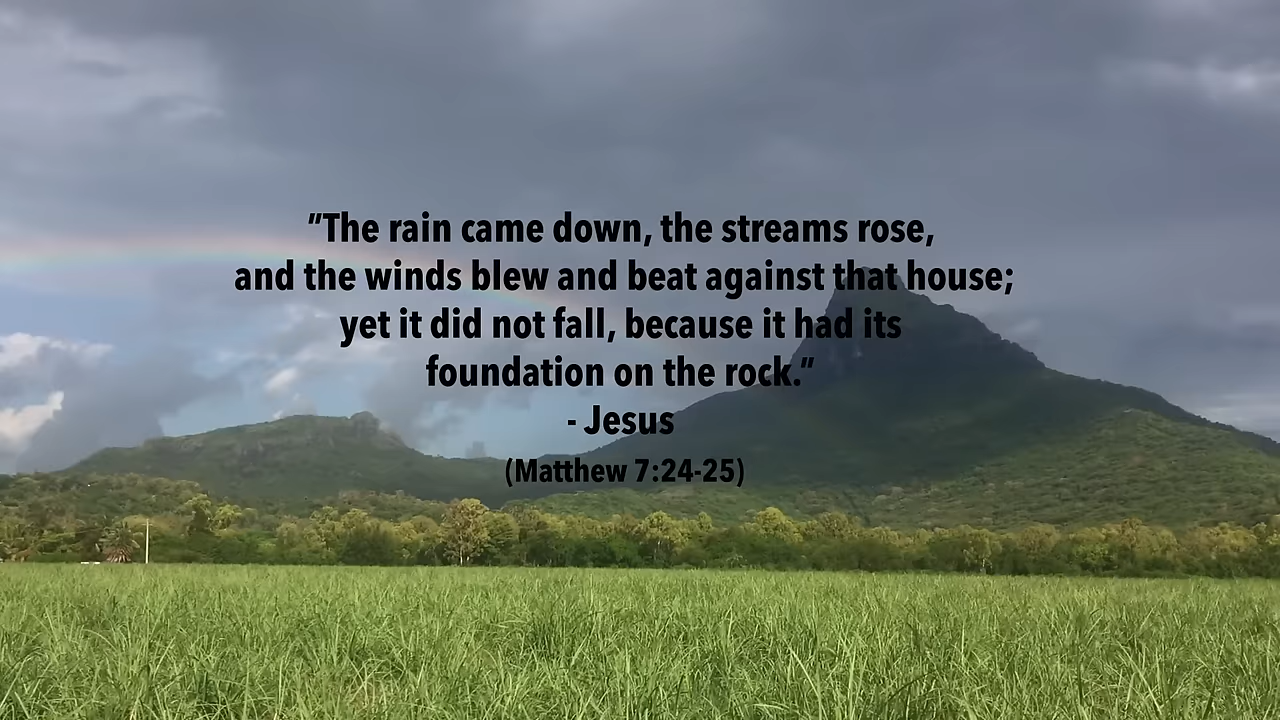 "The rain came down, the streams rose,
and the winds blew and beat against that house;
yet it did not fall, because it had its
foundation on the rock."
- Jesus
(Matthew 7:24-25)